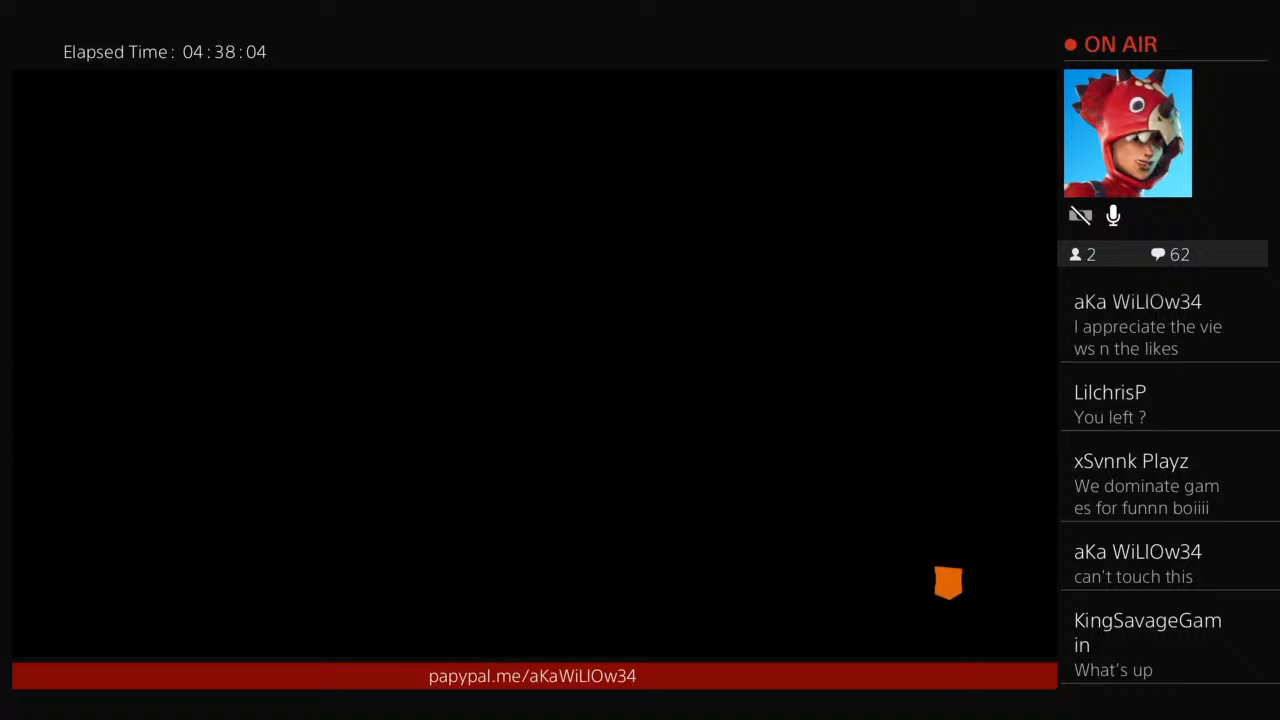 Elapsed Time: 04:38:04
ON AIR
2 62
aKa WiLlOw34
I appreciate the vie
ws n the likes
LilchrisP
You left ?
xSvnnk Playz
We dominate gam
es for funnn boiiii
aKa WiLlOw34
can't touch this
KingSavageGam
in
What's up
papypal.me/aKaWiLlOw34